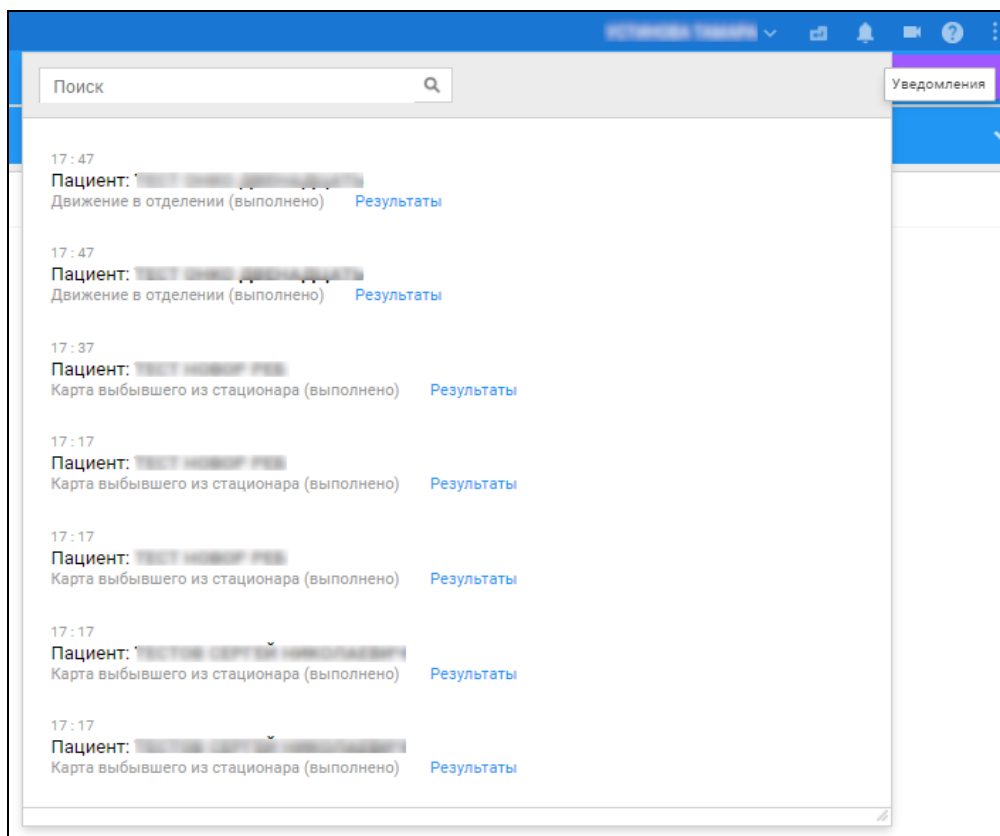 Поиск
Уведомления
17:47
Пациент:
Движение в отделении (выполнено) Результаты
17:47
Пациент:
Движение в отделении (выполнено) Результаты
17:37
Пациент:
Карта выбывшего из стационара (выполнено) Результаты
17:17
Пациент:
Карта выбывшего из стационара (выполнено) Результаты
17:17
Пациент:
Карта выбывшего из стационара (выполнено) Результаты
17:17
Пациент:
Карта выбывшего из стационара (выполнено) Результаты
17:17
Пациент:
Карта выбывшего из стационара (выполнено) Результаты